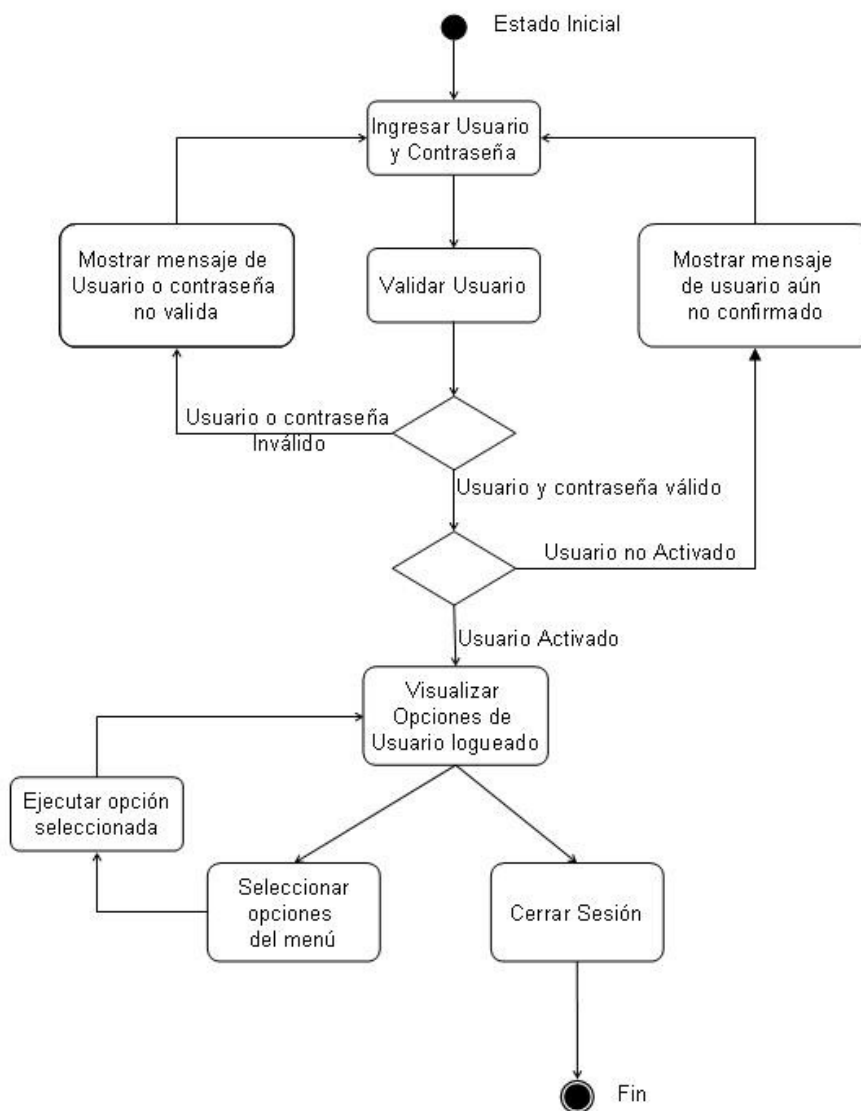 Estado Inicial
Ingresar Usuario
y Contraseña
Mostrar mensaje de
Usuario o contraseña
no valida
Validar Usuario
Mostrar mensaje
de usuario aún
no confirmado
Usuario o contraseña
Inválido
Usuario y contraseña válido
Usuario no Activado
Usuario Activado
Visualizar
Opciones de
Usuario logueado
Ejecutar opción
seleccionada
Seleccionar
opciones
del menú
Cerrar Sesión
Fin